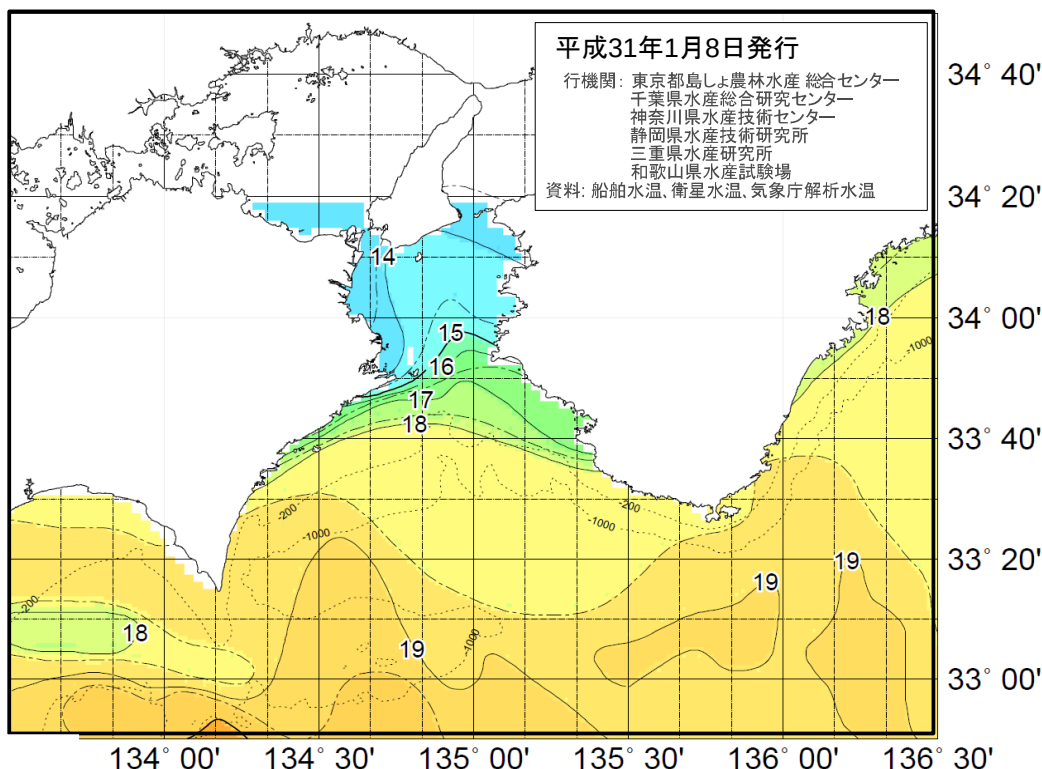 平成31年1月8日発行
行機関: 東京都島しょ農林水産 総合センター
千葉県水産総合研究センター
神奈川県水産技術センター
静岡県水産技術研究所
三重県水産研究所
和歌山県水産試験場
資料: 船舶水温、衛星水温、気象庁解析水温
34° 40'
34° 20'
14
34° 00'
18
15
-1000
16
17
18
33° 40'
-200
-200
-1000
-1000
33° 20'
19
19
-200
18
19
-1000
33° 00'
134° 00' 134° 30' 135° 00' 135° 30' 136° 00' 136° 30'